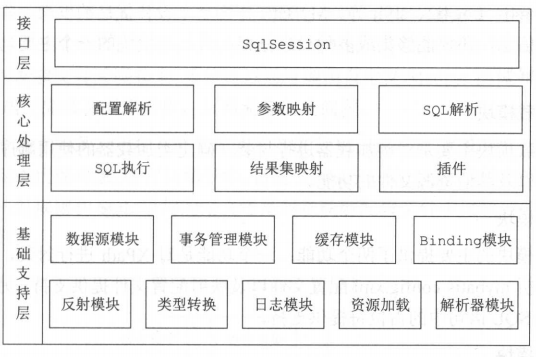 接口层
SqlSession
核心处理层
配置解析 参数映射 SQL解析
SQL执行 结果集映射 插件
基础支持层
数据源模块 事务管理模块 缓存模块 Binding模块
反射模块 类型转换 日志模块 资源加载 解析器模块